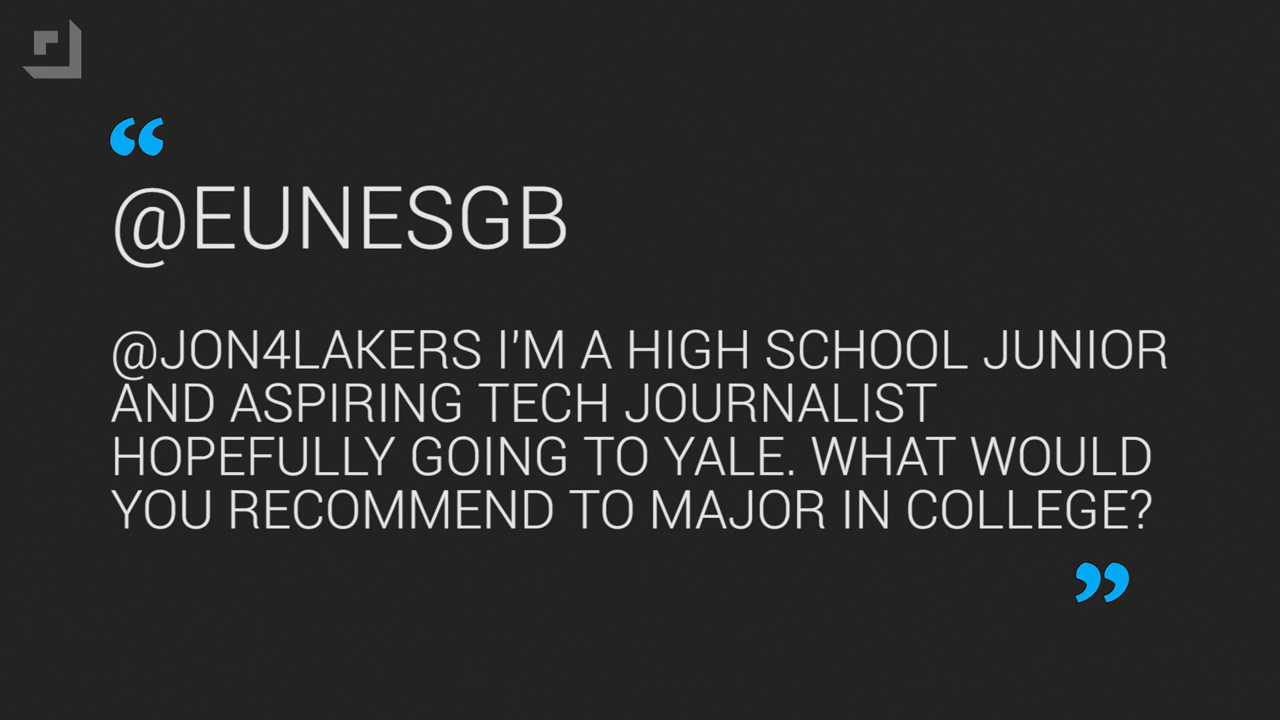 “
@EUNESGB
@JON4LAKERS I'M A HIGH SCHOOL JUNIOR
AND ASPIRING TECH JOURNALIST
HOPEFULLY GOING TO YALE. WHAT WOULD
YOU RECOMMEND TO MAJOR IN COLLEGE?
”